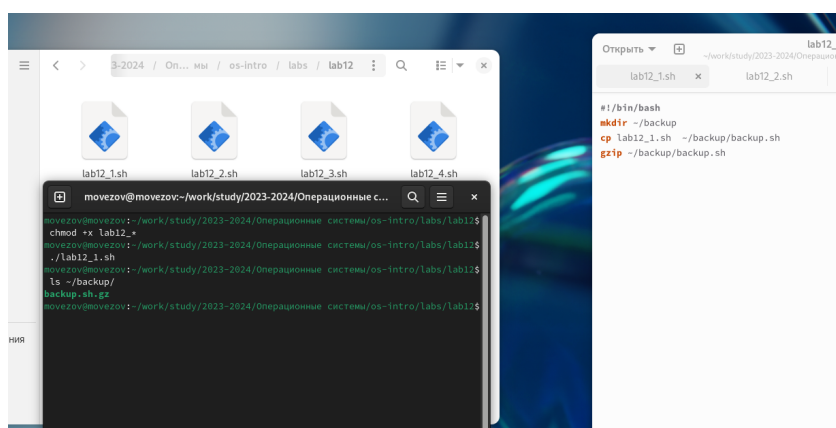 3-2024 / Оп... мы / os-intro / labs / lab12
lab12_1.sh
lab12_2.sh
lab12_3.sh
lab12_4.sh
ния
movezov@movezov:~/work/study/2023-2024/Операционные с...
movezov@movezov:~/work/study/2023-2024/Операционные системы/os-intro/labs/lab12$
chmod +x lab12_*
movezov@movezov:~/work/study/2023-2024/Операционные системы/os-intro/labs/lab12$
./lab12_1.sh
movezov@movezov:~/work/study/2023-2024/Операционные системы/os-intro/labs/lab12$
ls ~/backup/
backup.sh.gz
movezov@movezov:~/work/study/2023-2024/Операционные системы/os-intro/labs/lab12$
Открыть
lab12_
~/work/study/2023-2024/Операцион
lab12_1.sh
lab12_2.sh
#!/bin/bash
mkdir ~/backup
cp lab12_1.sh  ~/backup/backup.sh
gzip ~/backup/backup.sh